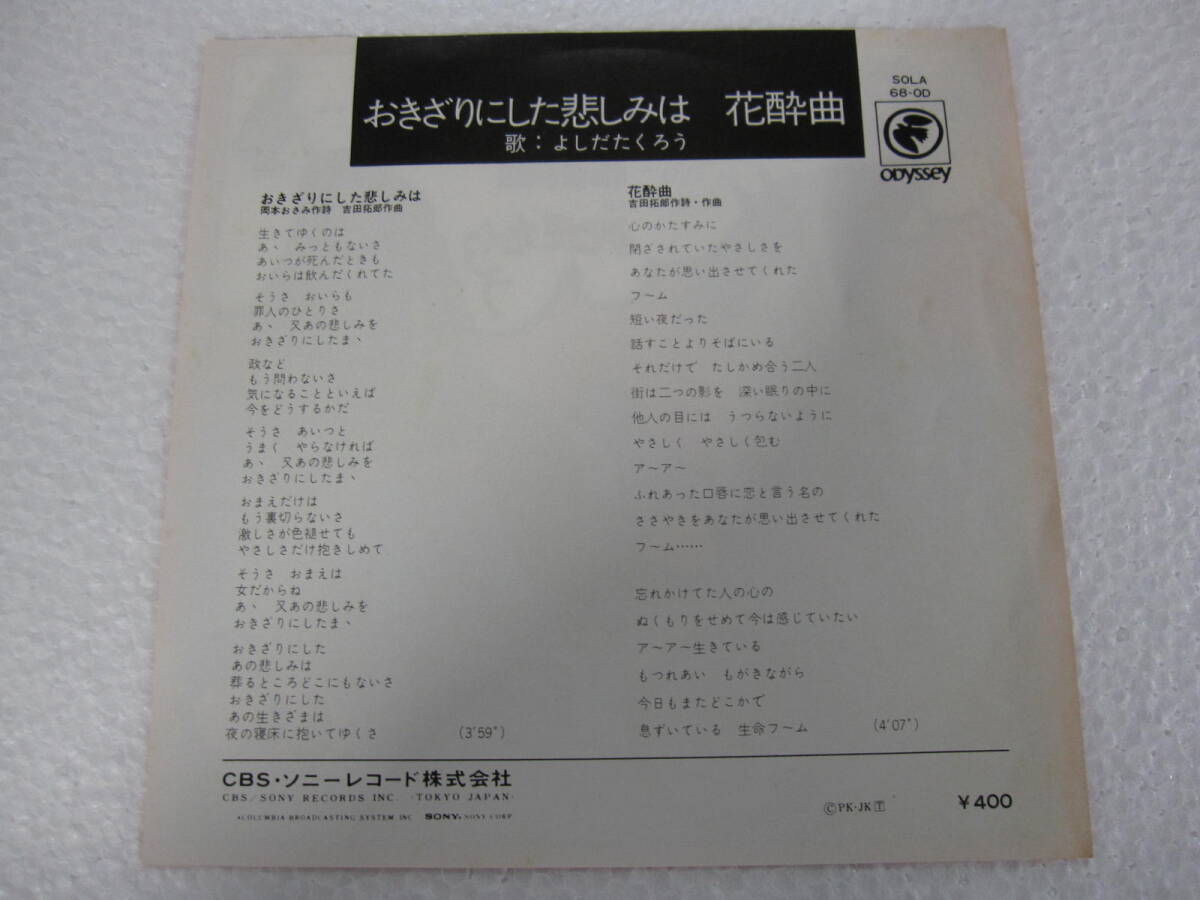 おきざりにした悲しみは　花酔曲
歌：よしだたくろう
SOLA
68-OD
ODYSSEY
おきざりにした悲しみは
岡本おさみ作詩　吉田拓郎作曲
生きてゆくのは
あゝ　みっともないさ
あいつが死んだときも
おいらは飲んだくれてた
そうさ　おいらも
罪人のひとりさ
あゝ　又あの悲しみを
おきざりにしたまゝ
政など
もう問わないさ
気になることといえば
今をどうするかだ
そうさ　あいつと
うまく　やらなければ
あゝ　又あの悲しみを
おきざりにしたまゝ
おまえだけは
もう裏切らないさ
激しさが色褪せても
やさしさだけ抱きしめて
そうさ　おまえは
女だからね
あゝ　又あの悲しみを
おきざりにしたまゝ
おきざりにした
あの悲しみは
葬るところどこにもないさ
おきざりにした
あの生きざまは
夜の寝床に抱いてゆくさ　(3'59")
花酔曲
吉田拓郎作詩・作曲
心のかたすみに
閉ざされていたやさしさを
あなたが思い出させてくれた
フ〜ム
短い夜だった
話すことよりそばにいる
それだけで　たしかめ合う二人
街は二つの影を　深い眠りの中に
他人の目には　うつらないように
やさしく　やさしく包む
ア〜ア〜
ふれあった口唇に恋と言う名の
ささやきをあなたが思い出させてくれた
フ〜ム……
忘れかけてた人の心の
ぬくもりをせめて今は感じていたい
ア〜ア〜生きている
もつれあい　もがきながら
今日もまたどこかで
息ずいている　生命フ〜ム　(4'07")
CBS・ソニーレコード株式会社
CBS/SONY RECORDS INC. ・TOKYO JAPAN・
•COLUMBIA BROADCASTING SYSTEM INC　SONY: SONY CORP
ⒸPK・JK🅃
¥400